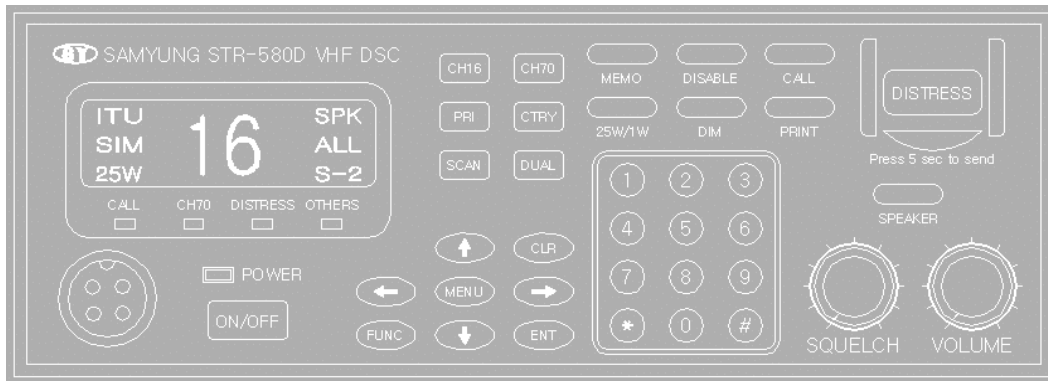 SY SAMYUNG STR-580D VHF DSC
ITU 16 SPK
SIM ALL
25W S-2
CALL CH70 DISTRESS OTHERS
POWER
ON/OFF
CH16 CH70
PRI CTRY
SCAN DUAL
CLR
MENU
FUNC ENT
MEMO DISABLE CALL
25W/1W DIM PRINT
1 2 3
4 5 6
7 8 9
* 0 #
DISTRESS
Press 5 sec to send
SPEAKER
SQUELCH VOLUME